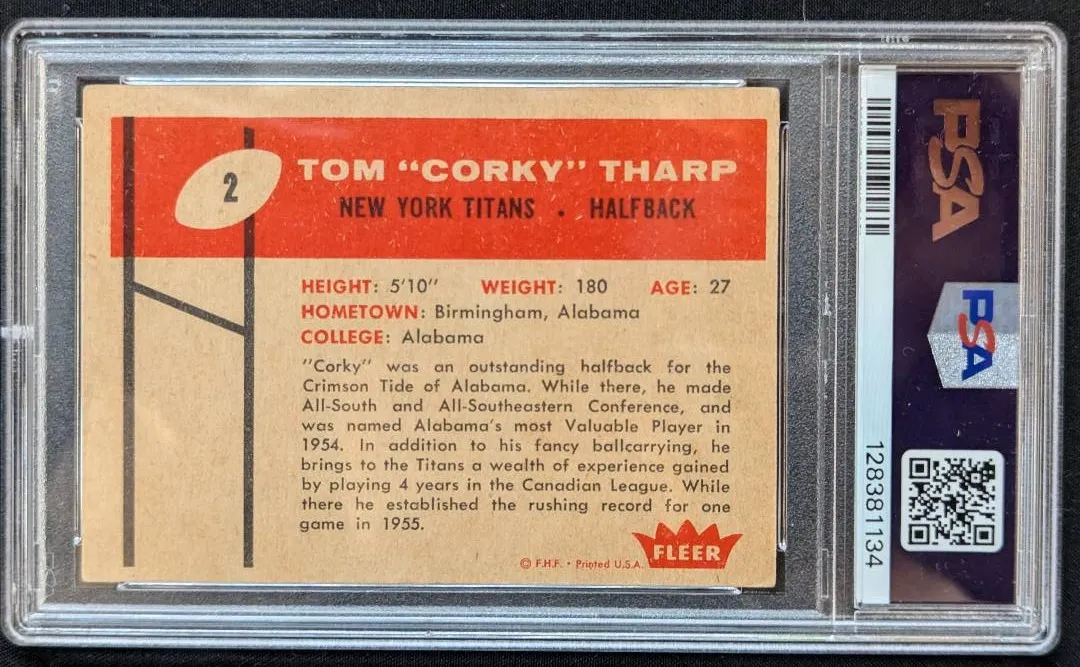 2
TOM “CORKY” THARP
NEW YORK TITANS . HALFBACK
HEIGHT: 5'10" WEIGHT: 180 AGE: 27
HOMETOWN: Birmingham, Alabama
COLLEGE: Alabama
"Corky" was an outstanding halfback for the
Crimson Tide of Alabama. While there, he made
All-South and All-Southeastern Conference, and
was named Alabama's most Valuable Player in
1954. In addition to his fancy ballcarrying, he
brings to the Titans a wealth of experience gained
by playing 4 years in the Canadian League. While
there he established the rushing record for one
game in 1955.
FLEER
© F.H.F. • Printed U.S.A.
PSA
PSA
128381134